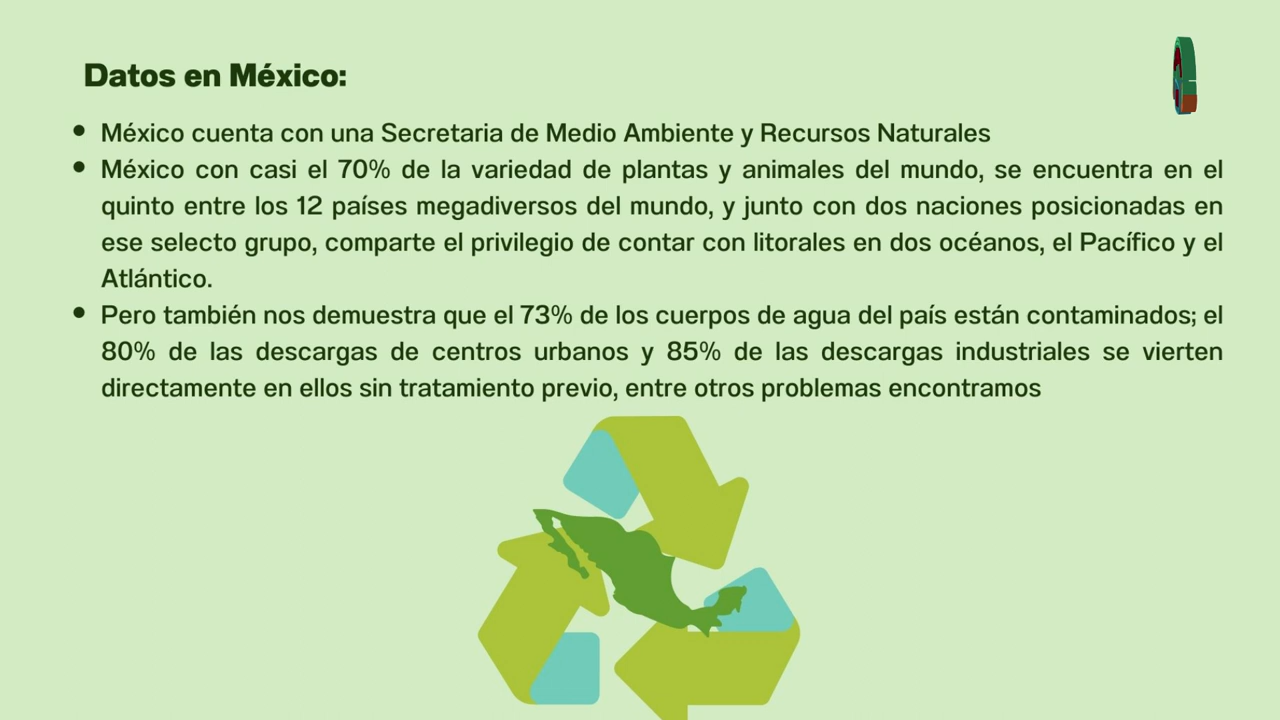 Datos en México:
México cuenta con una Secretaria de Medio Ambiente y Recursos Naturales
México con casi el 70% de la variedad de plantas y animales del mundo, se encuentra en el
quinto entre los 12 países megadiversos del mundo, y junto con dos naciones posicionadas en
ese selecto grupo, comparte el privilegio de contar con litorales en dos océanos, el Pacífico y el
Atlántico.
Pero también nos demuestra que el 73% de los cuerpos de agua del país están contaminados; el
80% de las descargas de centros urbanos y 85% de las descargas industriales se vierten
directamente en ellos sin tratamiento previo, entre otros problemas encontramos